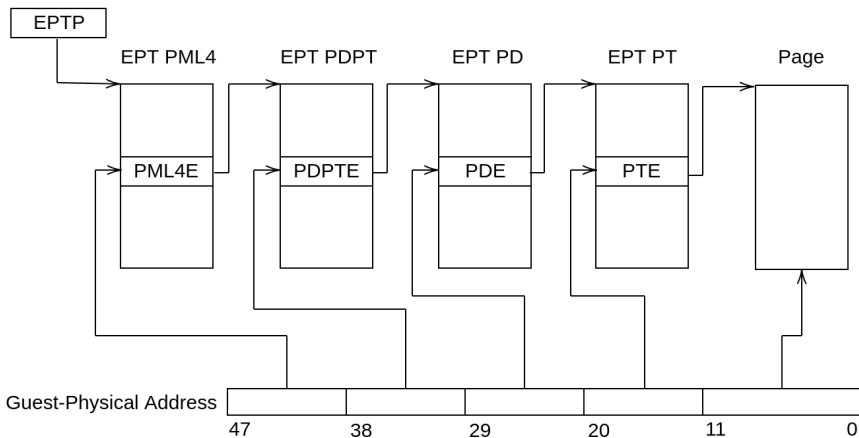 EPTP
EPT PML4
EPT PDPT
EPT PD
EPT PT
Page
PML4E
PDPTE
PDE
PTE
Guest-Physical Address
47
38
29
20
11
0